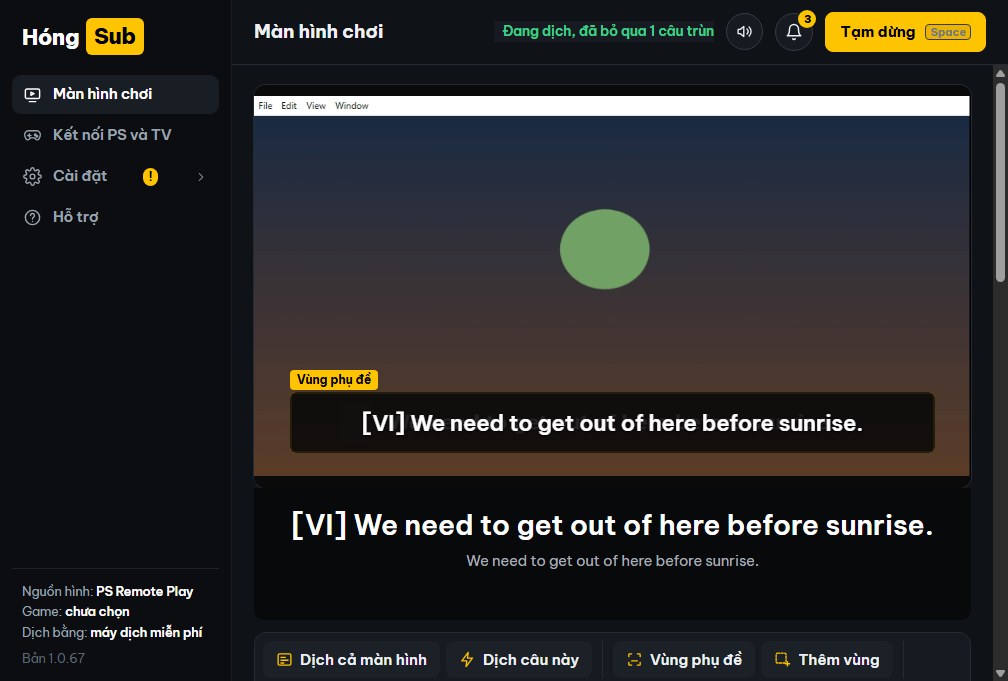 Hóng Sub
Màn hình chơi
Kết nối PS và TV
Cài đặt
!
Hỗ trợ
Nguồn hình: PS Remote Play
Game: chưa chọn
Dịch bằng: máy dịch miễn phí
Bản 1.0.67
Màn hình chơi
Đang dịch, đã bỏ qua 1 câu trùn
3
Tạm dừng Space
File Edit View Window
Vùng phụ đề
[VI] We need to get out of here before sunrise.
[VI] We need to get out of here before sunrise.
We need to get out of here before sunrise.
Dịch cả màn hình
Dịch câu này
Vùng phụ đề
Thêm vùng